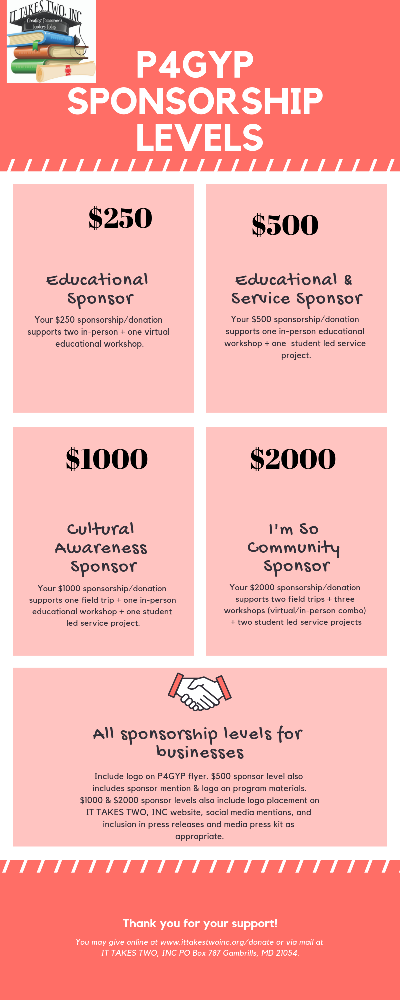 IT TAKES TWO, INC
Creating Tomorrow's
Leaders Today
P4GYP
SPONSORSHIP
LEVELS
$250
Educational
Sponsor
Your $250 sponsorship/donation
supports two in-person + one virtual
educational workshop.
$500
Educational &
Service Sponsor
Your $500 sponsorship/donation
supports one in-person educational
workshop + one student led service
project.
$1000
Cultural
Awareness
Sponsor
Your $1000 sponsorship/donation
supports one field trip + one in-person
educational workshop + one student
led service project.
$2000
I'm So
Community
Sponsor
Your $2000 sponsorship/donation
supports two field trips + three
workshops (virtual/in-person combo)
+ two student led service projects
All sponsorship levels for
businesses
Include logo on P4GYP flyer. $500 sponsor level also
includes sponsor mention & logo on program materials.
$1000 & $2000 sponsor levels also include logo placement on
IT TAKES TWO, INC website, social media mentions, and
inclusion in press releases and media press kit as
appropriate.
Thank you for your support!
You may give online at www.ittakestwoinc.org/donate or via mail at
IT TAKES TWO, INC PO Box 787 Gambrills, MD 21054.